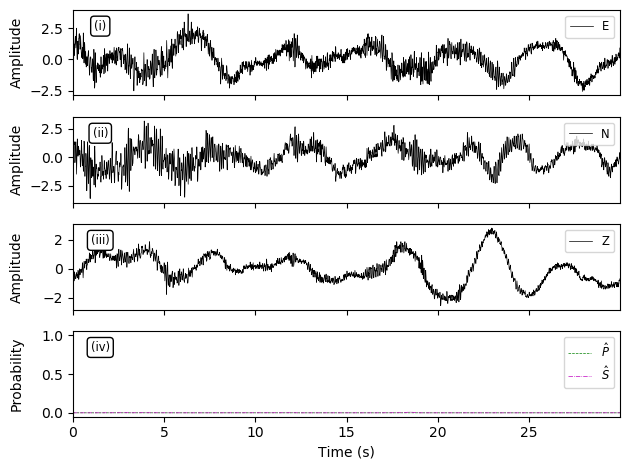 (i)
E
Amplitude
2.5
0.0
−2.5
(ii)
N
Amplitude
2.5
0.0
−2.5
(iii)
Z
Amplitude
2
0
−2
(iv)
P̂
Ŝ
Probability
1.0
0.5
0.0
0 5 10 15 20 25
Time (s)